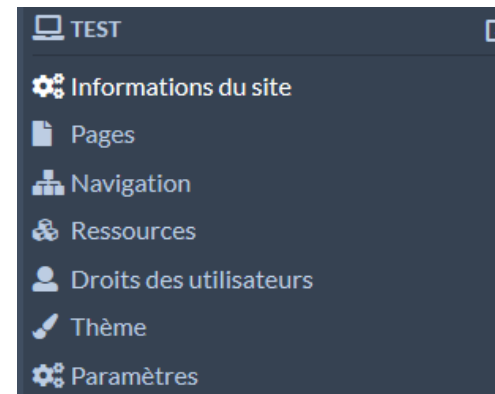 TEST
Informations du site
Pages
Navigation
Ressources
Droits des utilisateurs
Thème
Paramètres